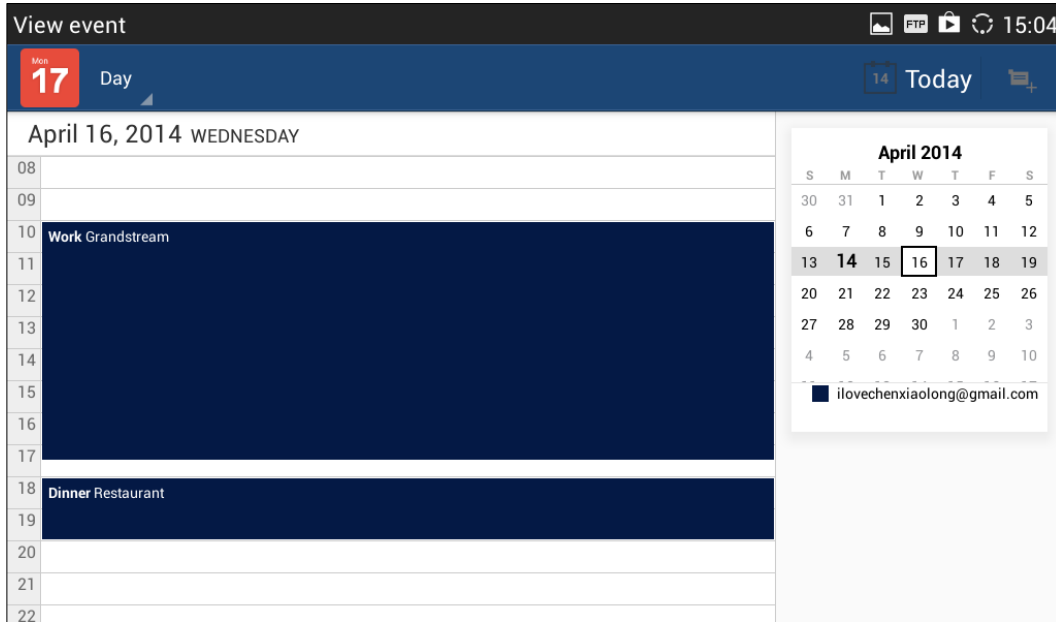 View event
FTP 15:04
Mon
17 Day
14 Today
April 16, 2014 WEDNESDAY
08
09
10 Work Grandstream
11
12
13
14
15
16
17
18 Dinner Restaurant
19
20
21
22
April 2014
S M T W T F S
30 31 1 2 3 4 5
6 7 8 9 10 11 12
13 14 15 16 17 18 19
20 21 22 23 24 25 26
27 28 29 30 1 2 3
4 5 6 7 8 9 10
ilovechenxiaolong@gmail.com